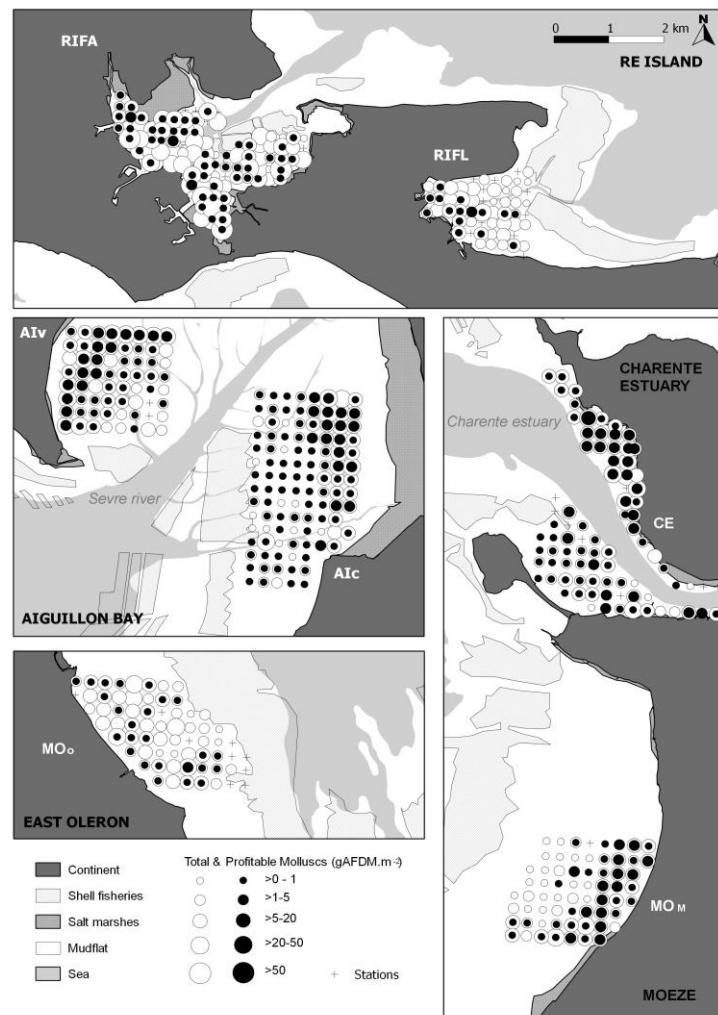 RIFA
0 1 2 km
N
RE ISLAND
RIFL
AIv
Sevre river
AIc
AIGUILLON BAY
CHARENTE
ESTUARY
Charente estuary
CE
MOo
EAST OLERON
MO M
MOEZE
Continent
Shell fisheries
Salt marshes
Mudflat
Sea
Total & Profitable Molluscs (gAFDM.m-2)
>0 - 1
>1-5
>5-20
>20-50
>50
+ Stations